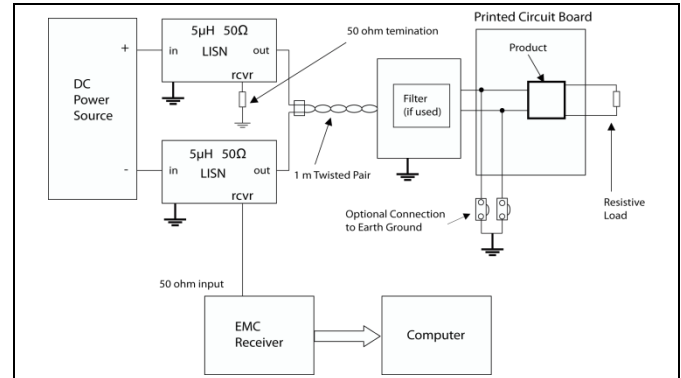 Printed Circuit Board
5µH 50Ω
in
out
LISN
rcvr
50 ohm temination
Product
+
DC
Power
Source
-
Filter
(if used)
5µH 50Ω
in
out
LISN
rcvr
1 m Twisted Pair
Optional Connection
to Earth Ground
Resistive
Load
50 ohm input
EMC
Receiver
Computer